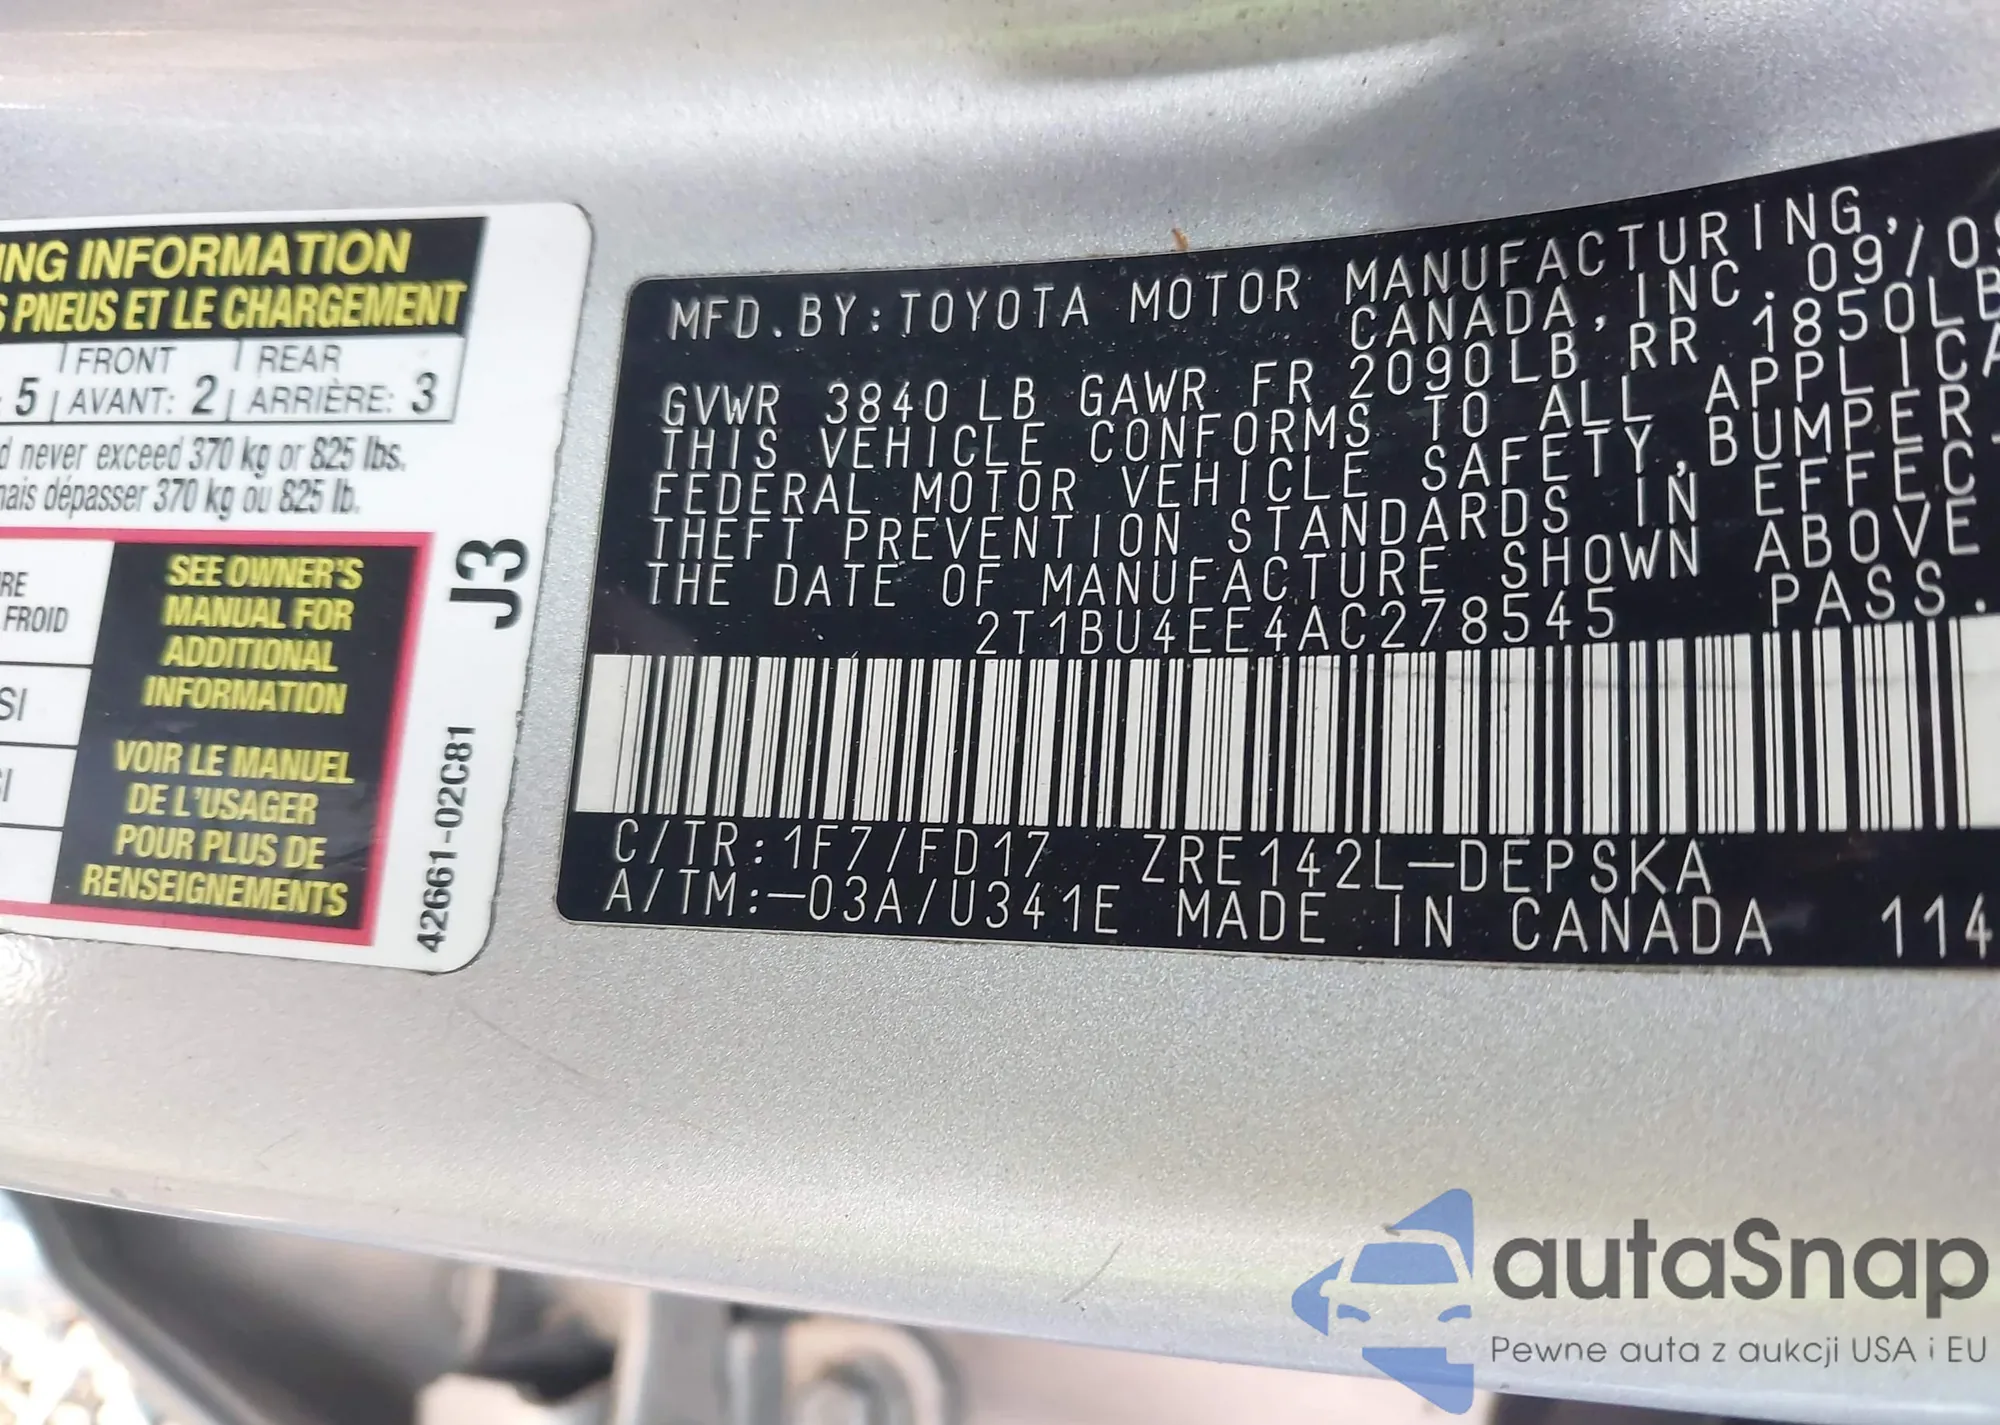 ING INFORMATION
S PNEUS ET LE CHARGEMENT
FRONT REAR
5 AVANT: 2 ARRIÈRE: 3
d never exceed 370 kg or 825 lbs.
mais dépasser 370 kg ou 825 lb.
RE
FROID
SI
SI
SEE OWNER'S
MANUAL FOR
ADDITIONAL
INFORMATION
VOIR LE MANUEL
DE L'USAGER
POUR PLUS DE
RENSEIGNEMENTS
J3
42661-02C81
MFD.BY:TOYOTA MOTOR MANUFACTURING,
CANADA, INC. 09/09
GVWR 3840LB GAWR FR 2090LB RR 1850LB
THIS VEHICLE CONFORMS TO ALL APPLICA
FEDERAL MOTOR VEHICLE SAFETY, BUMPER,
THEFT PREVENTION STANDARDS IN EFFEC
THE DATE OF MANUFACTURE SHOWN ABOVE
2T1BU4EE4AC278545 PASS.
C/TR:1F7/FD17 ZRE142L-DEPSKA
A/TM:-03A/U341E MADE IN CANADA 114
autaSnap
Pewne auta z aukcji USA i EU